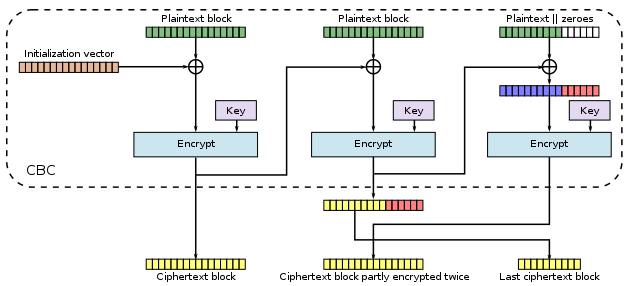 Plaintext block
Plaintext block
Plaintext || zeroes
Initialization vector
Key
Key
Key
Encrypt
Encrypt
Encrypt
CBC
Ciphertext block
Ciphertext block partly encrypted twice
Last ciphertext block